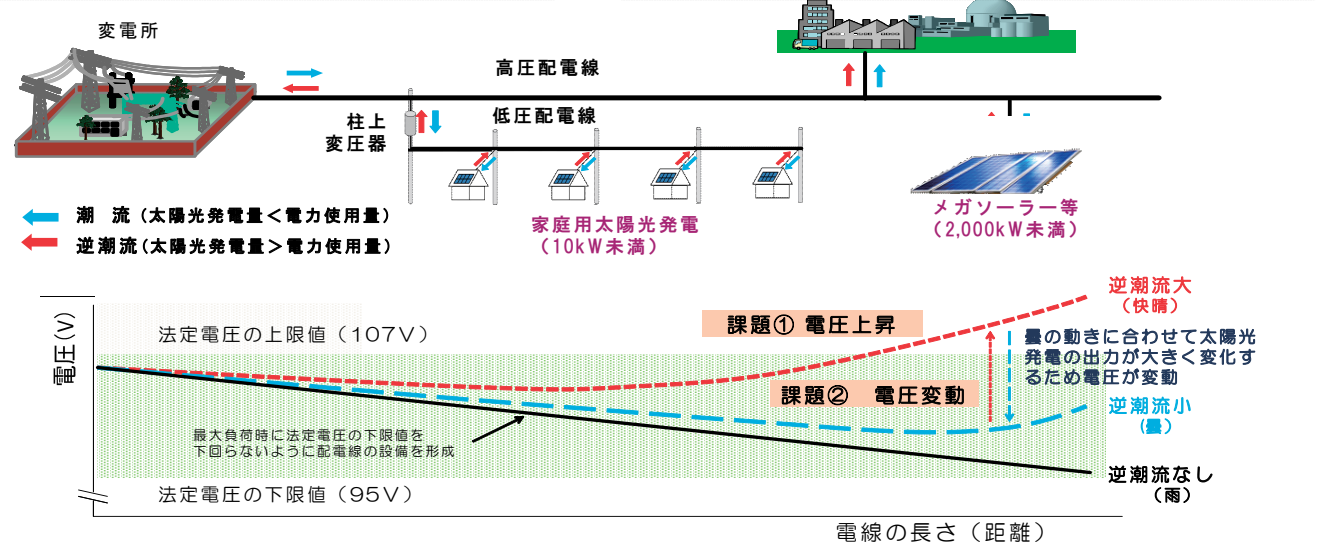 変電所
高圧配電線
低圧配電線
柱上
変圧器
潮　流（太陽光発電量＜電力使用量）
逆潮流（太陽光発電量＞電力使用量）
家庭用太陽光発電
（10kW未満）
メガソーラー等
（2,000kW未満）
電圧(V)
法定電圧の上限値（107V）
課題① 電圧上昇
逆潮流大
（快晴）
曇の動きに合わせて太陽光
発電の出力が大きく変化す
るため電圧が変動
課題②　電圧変動
逆潮流小
（曇）
最大負荷時に法定電圧の下限値を
下回らないように配電線の設備を形成
逆潮流なし
（雨）
法定電圧の下限値（95V）
電線の長さ（距離）